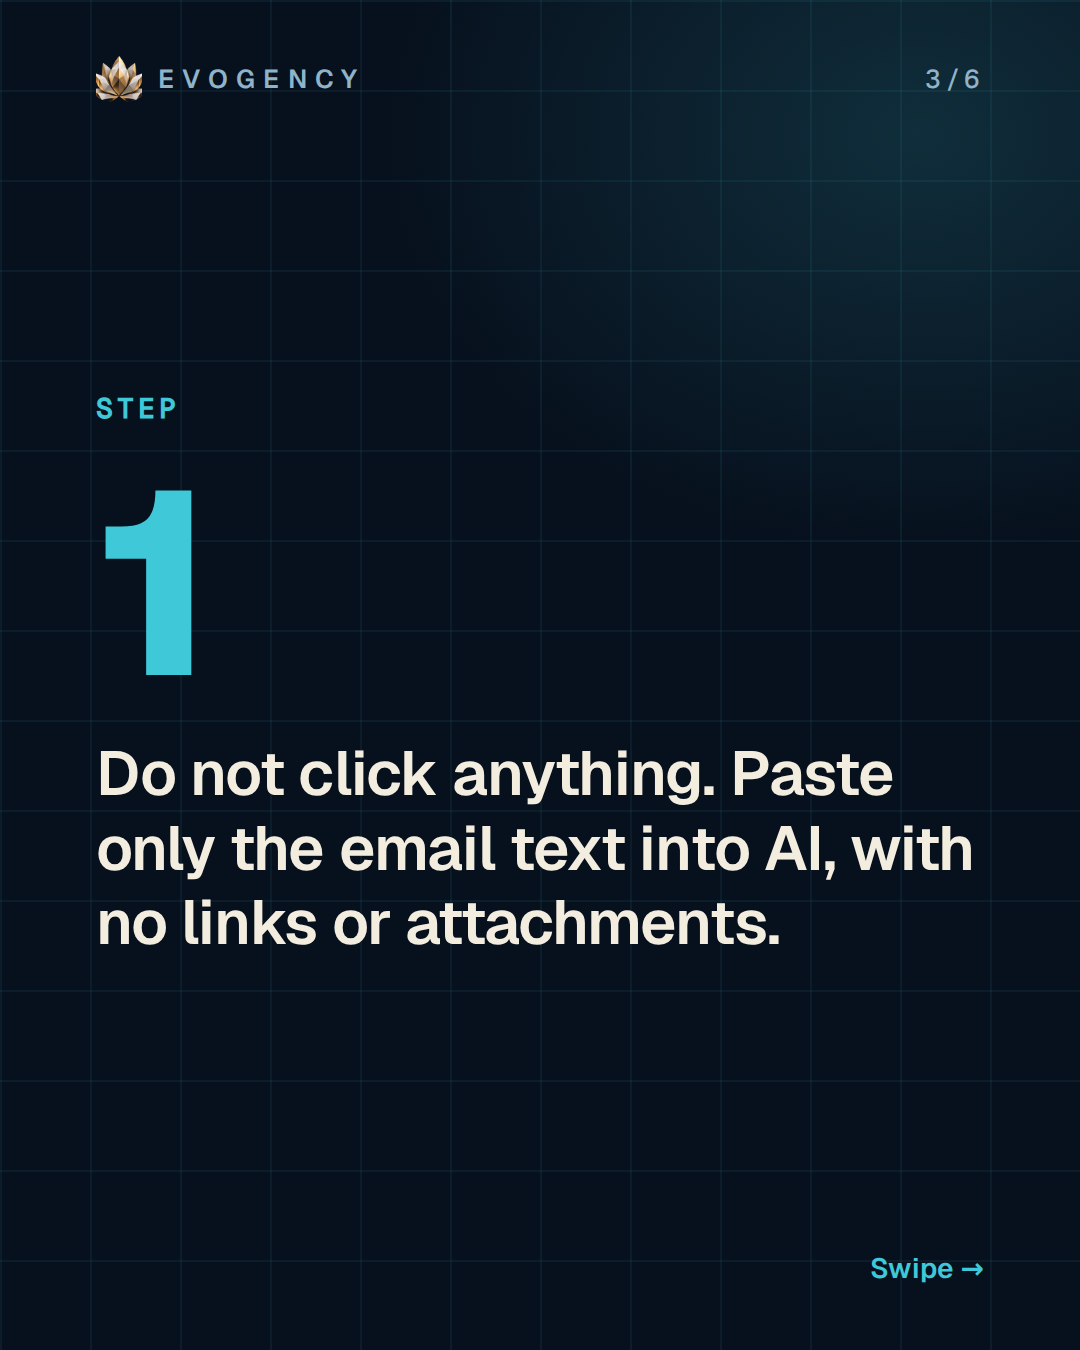 EVOGENCY
3/6
STEP
1
Do not click anything. Paste
only the email text into AI, with
no links or attachments.
Swipe →